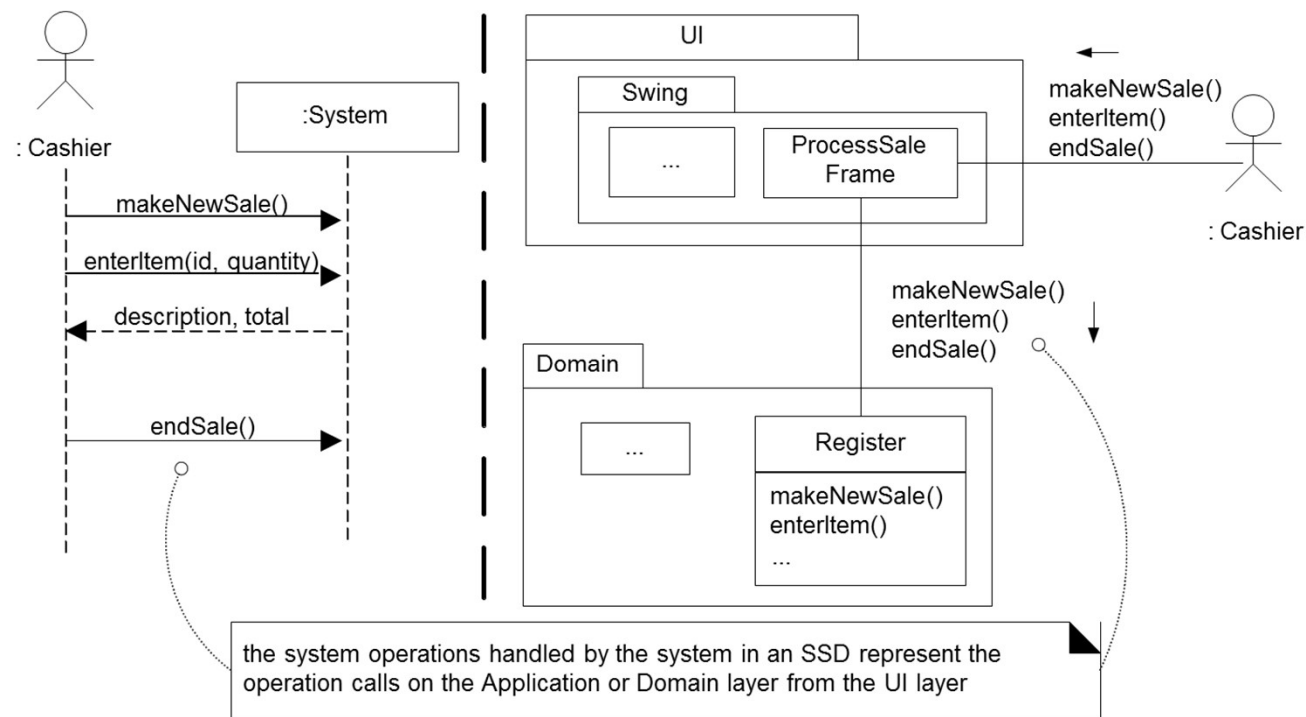 : Cashier
:System
makeNewSale()
enterItem(id, quantity)
description, total
endSale()
UI
Swing
...
ProcessSale
Frame
makeNewSale()
enterItem()
endSale()
: Cashier
makeNewSale()
enterItem()
endSale()
Domain
...
Register
makeNewSale()
enterItem()
...
the system operations handled by the system in an SSD represent the
operation calls on the Application or Domain layer from the UI layer